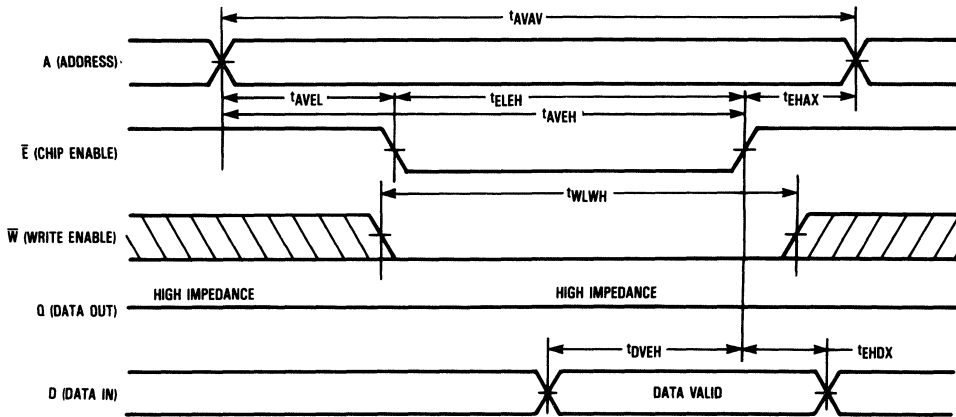 tAVAV
A (ADDRESS)
tAVEL
tELEH
tEHAX
tAVEH
E̅ (CHIP ENABLE)
tWLWH
W̅ (WRITE ENABLE)
HIGH IMPEDANCE
HIGH IMPEDANCE
Q (DATA OUT)
tDVEH
tEHDX
D (DATA IN)
DATA VALID